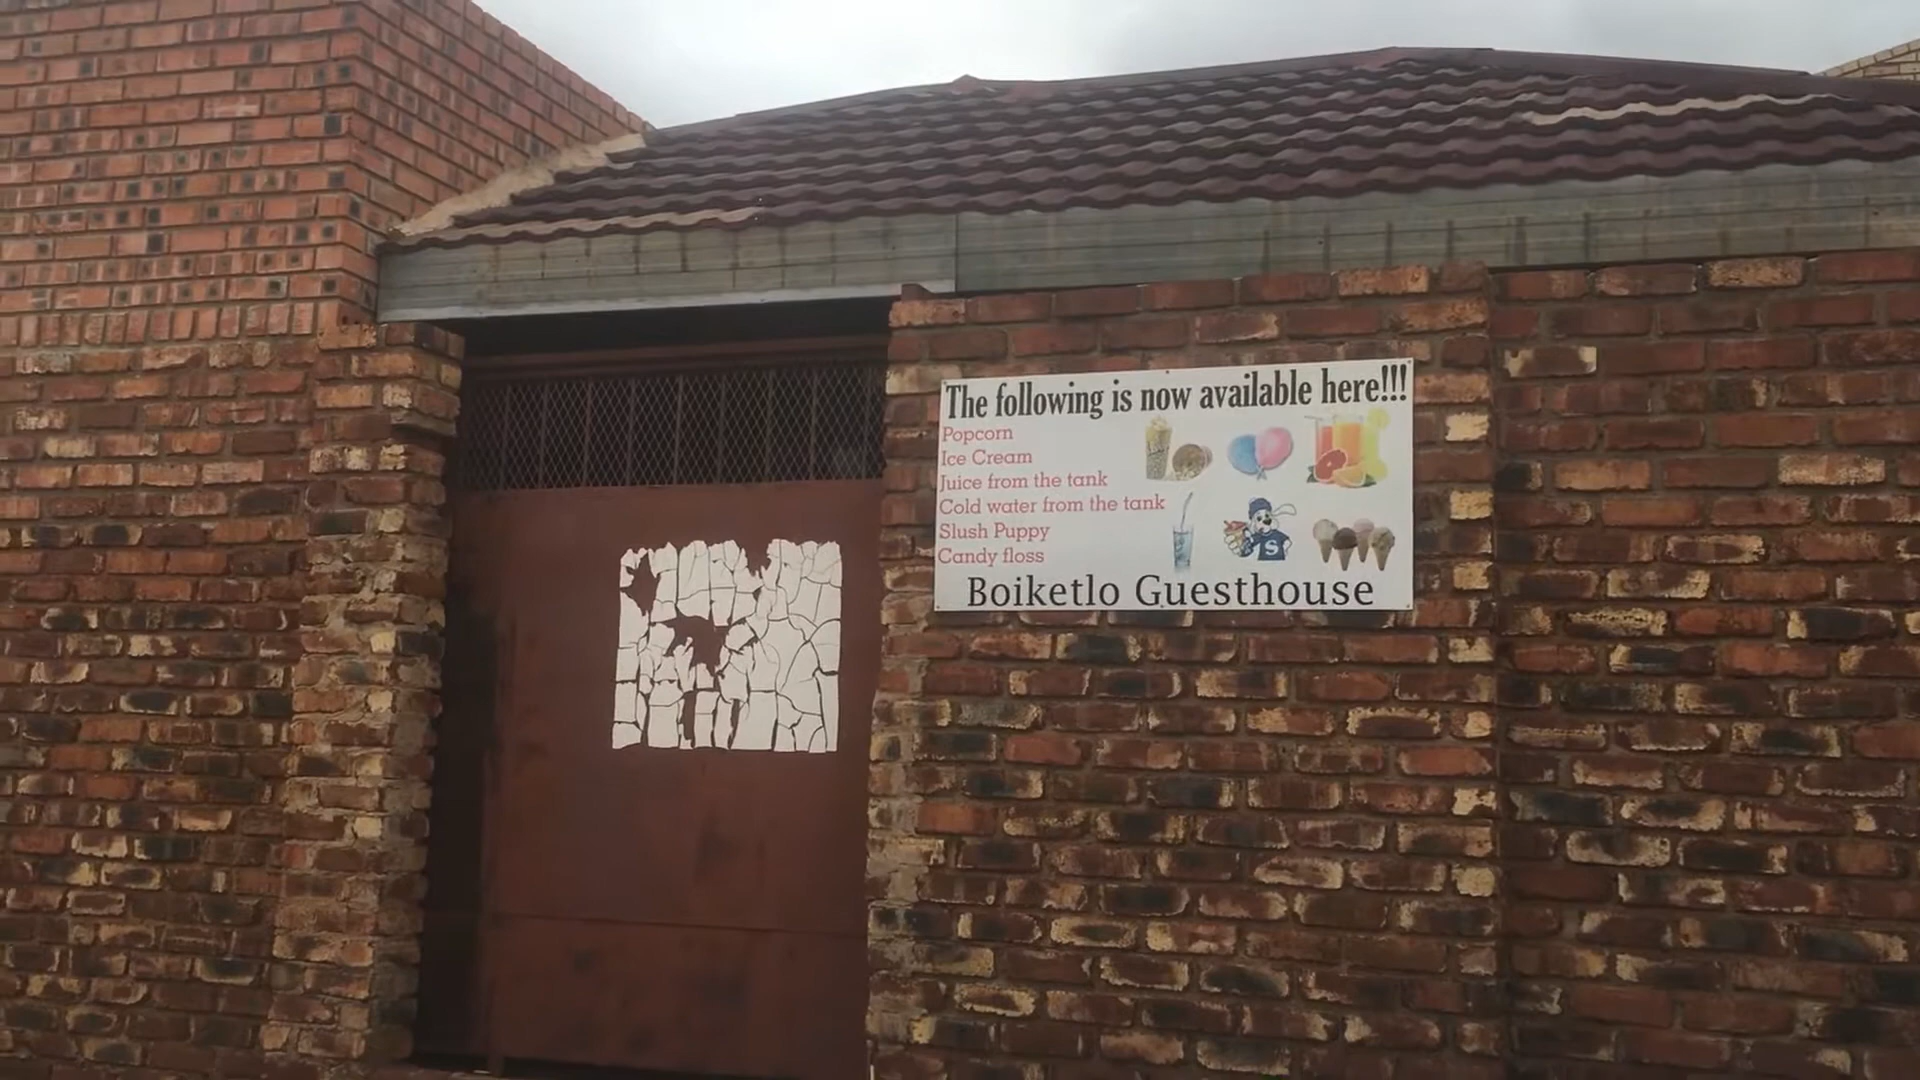 The following is now available here!!!
Popcorn
Ice Cream
Juice from the tank
Cold water from the tank
Slush Puppy
Candy floss
S
Boiketlo Guesthouse